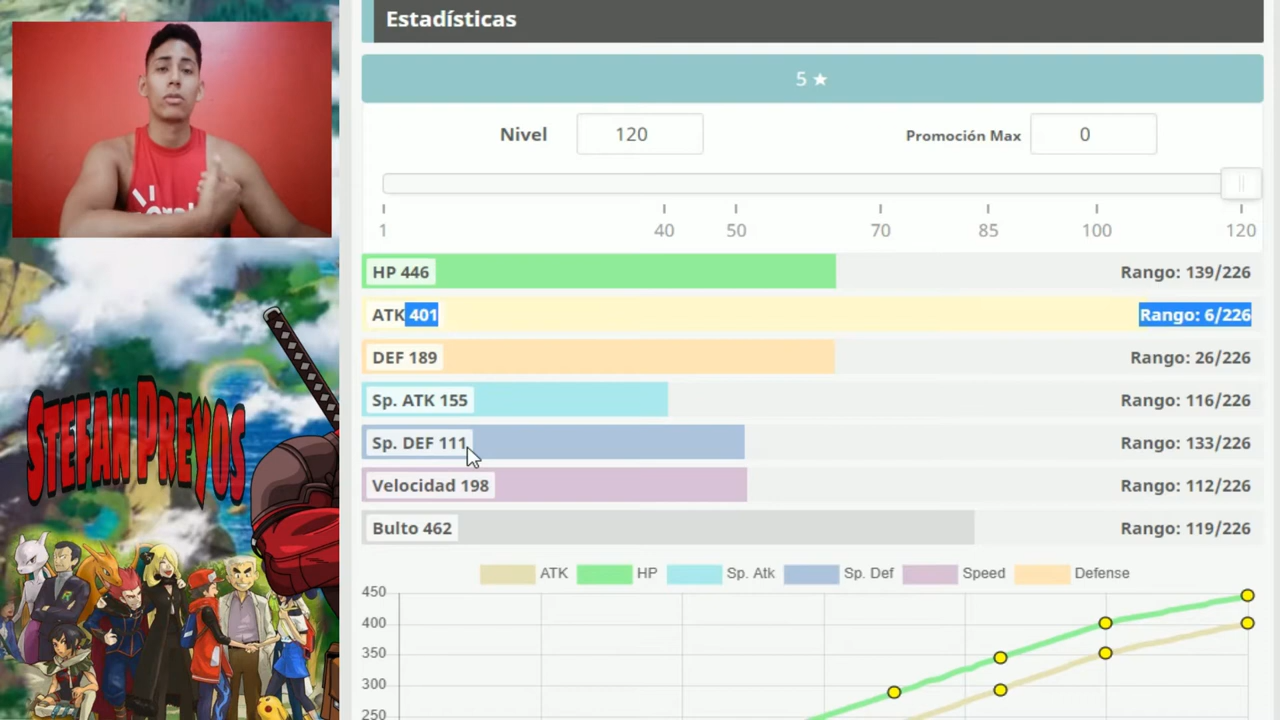 Estadísticas
5 ★
Nivel 120 Promoción Max 0
1 40 50 70 85 100 120
HP 446 Rango: 139/226
ATK 401 Rango: 6/226
DEF 189 Rango: 26/226
Sp. ATK 155 Rango: 116/226
Sp. DEF 111 Rango: 133/226
Velocidad 198 Rango: 112/226
Bulto 462 Rango: 119/226
ATK HP Sp. Atk Sp. Def Speed Defense
450
400
350
300
250
STEFAN PREYOS